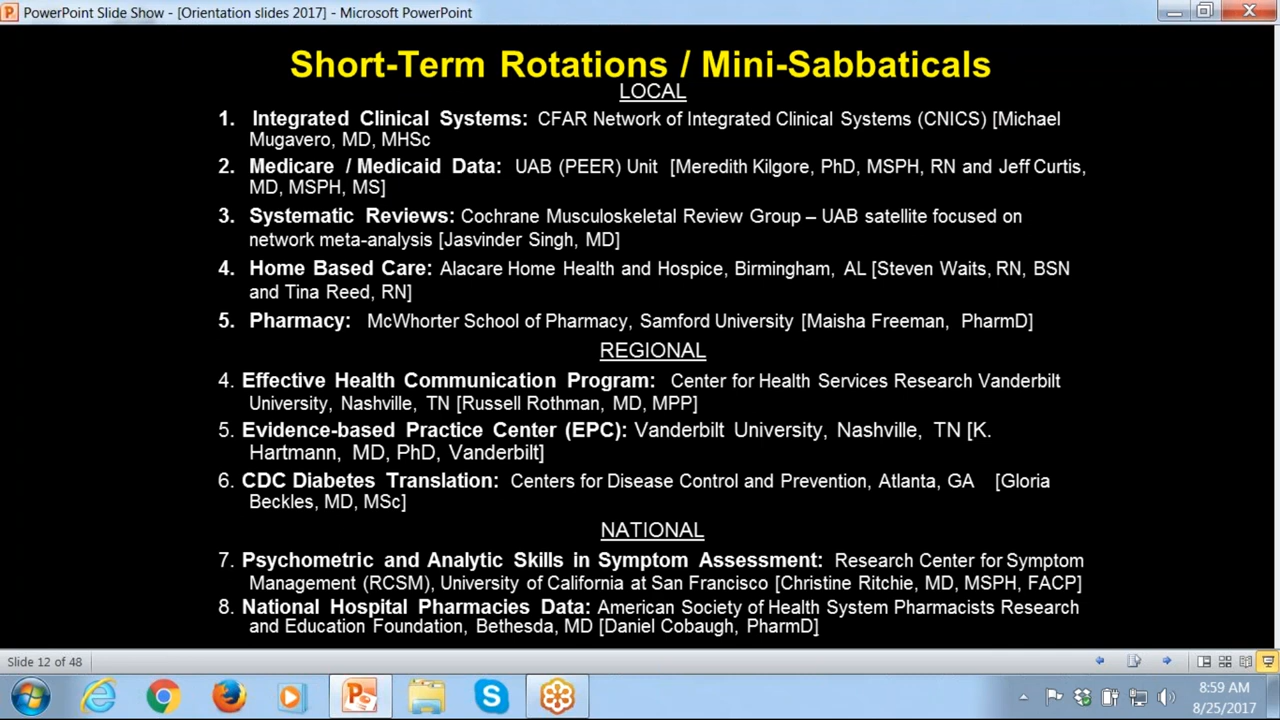 PowerPoint Slide Show - [Orientation slides 2017] - Microsoft PowerPoint
Short-Term Rotations / Mini-Sabbaticals
LOCAL
1. Integrated Clinical Systems: CFAR Network of Integrated Clinical Systems (CNICS) [Michael
Mugavero, MD, MHSc
2. Medicare / Medicaid Data: UAB (PEER) Unit [Meredith Kilgore, PhD, MSPH, RN and Jeff Curtis,
MD, MSPH, MS]
3. Systematic Reviews: Cochrane Musculoskeletal Review Group – UAB satellite focused on
network meta-analysis [Jasvinder Singh, MD]
4. Home Based Care: Alacare Home Health and Hospice, Birmingham, AL [Steven Waits, RN, BSN
and Tina Reed, RN]
5. Pharmacy: McWhorter School of Pharmacy, Samford University [Maisha Freeman, PharmD]
REGIONAL
4. Effective Health Communication Program: Center for Health Services Research Vanderbilt
University, Nashville, TN [Russell Rothman, MD, MPP]
5. Evidence-based Practice Center (EPC): Vanderbilt University, Nashville, TN [K.
Hartmann, MD, PhD, Vanderbilt]
6. CDC Diabetes Translation: Centers for Disease Control and Prevention, Atlanta, GA [Gloria
Beckles, MD, MSc]
NATIONAL
7. Psychometric and Analytic Skills in Symptom Assessment: Research Center for Symptom
Management (RCSM), University of California at San Francisco [Christine Ritchie, MD, MSPH, FACP]
8. National Hospital Pharmacies Data: American Society of Health System Pharmacists Research
and Education Foundation, Bethesda, MD [Daniel Cobaugh, PharmD]
Slide 12 of 48
8:59 AM
8/25/2017